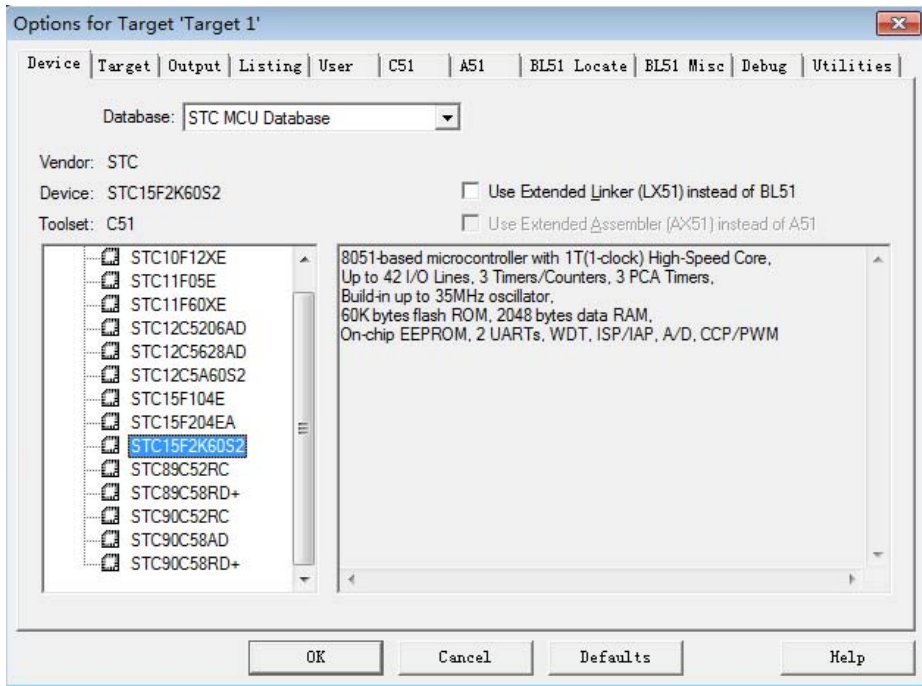 Options for Target 'Target 1'
Device Target Output Listing User C51 A51 BL51 Locate BL51 Misc Debug Utilities
Database: STC MCU Database
Vendor: STC
Device: STC15F2K60S2
Toolset: C51
Use Extended Linker (LX51) instead of BL51
Use Extended Assembler (AX51) instead of A51
STC10F12XE
STC11F05E
STC11F60XE
STC12C5206AD
STC12C5628AD
STC12C5A60S2
STC15F104E
STC15F204EA
STC15F2K60S2
STC89C52RC
STC89C58RD+
STC90C52RC
STC90C58AD
STC90C58RD+
8051-based microcontroller with 1T(1-clock) High-Speed Core,
Up to 42 I/O Lines, 3 Timers/Counters, 3 PCA Timers,
Build-in up to 35MHz oscillator,
60K bytes flash ROM, 2048 bytes data RAM,
On-chip EEPROM, 2 UARTs, WDT, ISP/IAP, A/D, CCP/PWM
OK Cancel Defaults Help